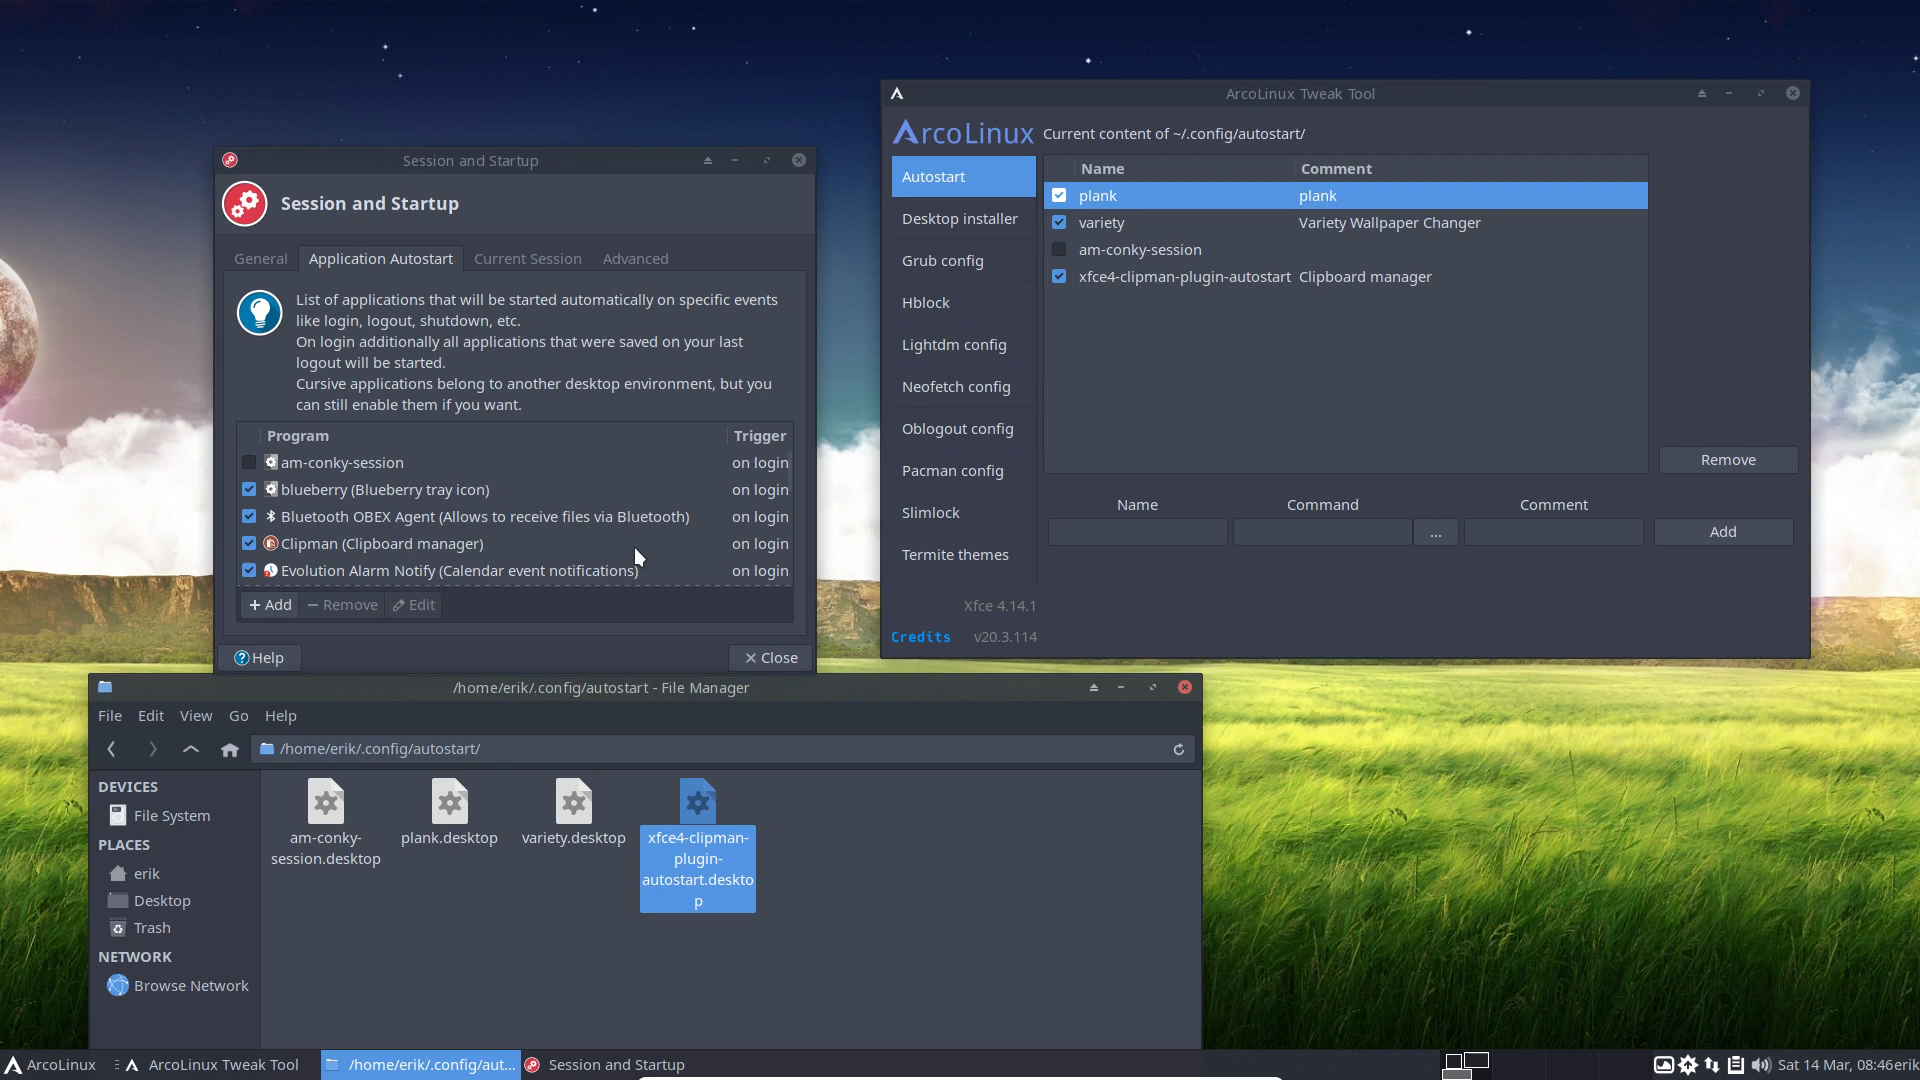 ArcoLinux Tweak Tool
ArcoLinux
Current content of ~/.config/autostart/
Autostart
Desktop installer
Grub config
Hblock
Lightdm config
Neofetch config
Oblogout config
Pacman config
Slimlock
Termite themes
Xfce 4.14.1
Credits v20.3.114
Name Comment
plank plank
variety Variety Wallpaper Changer
am-conky-session
xfce4-clipman-plugin-autostart Clipboard manager
Remove
Name Command Comment
... Add
Session and Startup
Session and Startup
General Application Autostart Current Session Advanced
List of applications that will be started automatically on specific events
like login, logout, shutdown, etc.
On login additionally all applications that were saved on your last
logout will be started.
Cursive applications belong to another desktop environment, but you
can still enable them if you want.
Program Trigger
am-conky-session on login
blueberry (Blueberry tray icon) on login
Bluetooth OBEX Agent (Allows to receive files via Bluetooth) on login
Clipman (Clipboard manager) on login
Evolution Alarm Notify (Calendar event notifications) on login
Add Remove Edit
Help Close
/home/erik/.config/autostart - File Manager
File Edit View Go Help
/home/erik/.config/autostart/
DEVICES
File System
PLACES
erik
Desktop
Trash
NETWORK
Browse Network
am-conky-
session.desktop
plank.desktop
variety.desktop
xfce4-clipman-
plugin-
autostart.deskto
p
ArcoLinux ArcoLinux Tweak Tool /home/erik/.config/aut... Session and Startup Sat 14 Mar, 08:46 erik